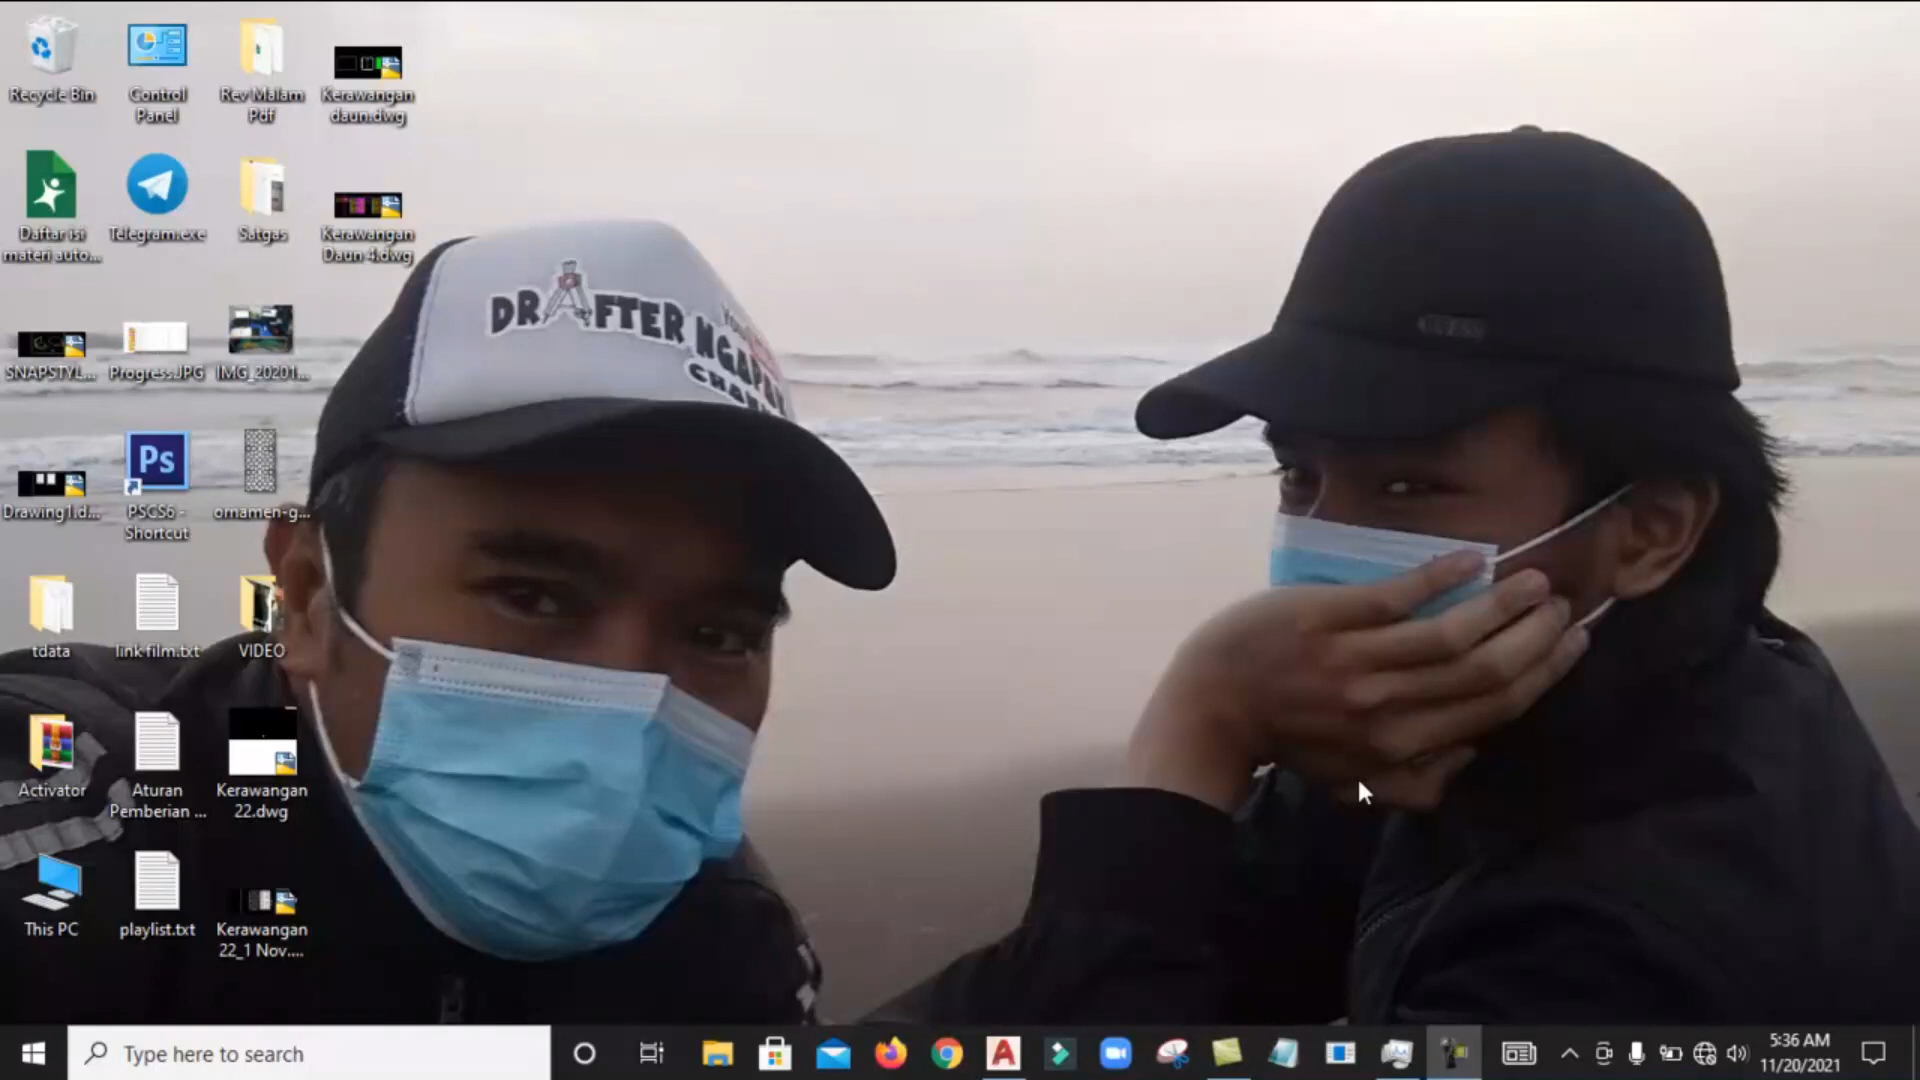 Recycle Bin
Control
Panel
Rev Malam
Pdf
Kerawangan
daun.dwg
Daftar isi
materi auto...
Telegram.exe
Satgas
Kerawangan
Daun 4.dwg
SNAPSTYL...
Progress.JPG
IMG_20201...
Drawing1.d...
Ps
PSCS6 -
Shortcut
ornamen-g...
tdata
link film.txt
VIDEO
Activator
Aturan
Pemberian ...
Kerawangan
22.dwg
This PC
playlist.txt
Kerawangan
22_1 Nov....
DRAFTER NGAPAK
Type here to search
5:36 AM
11/20/2021